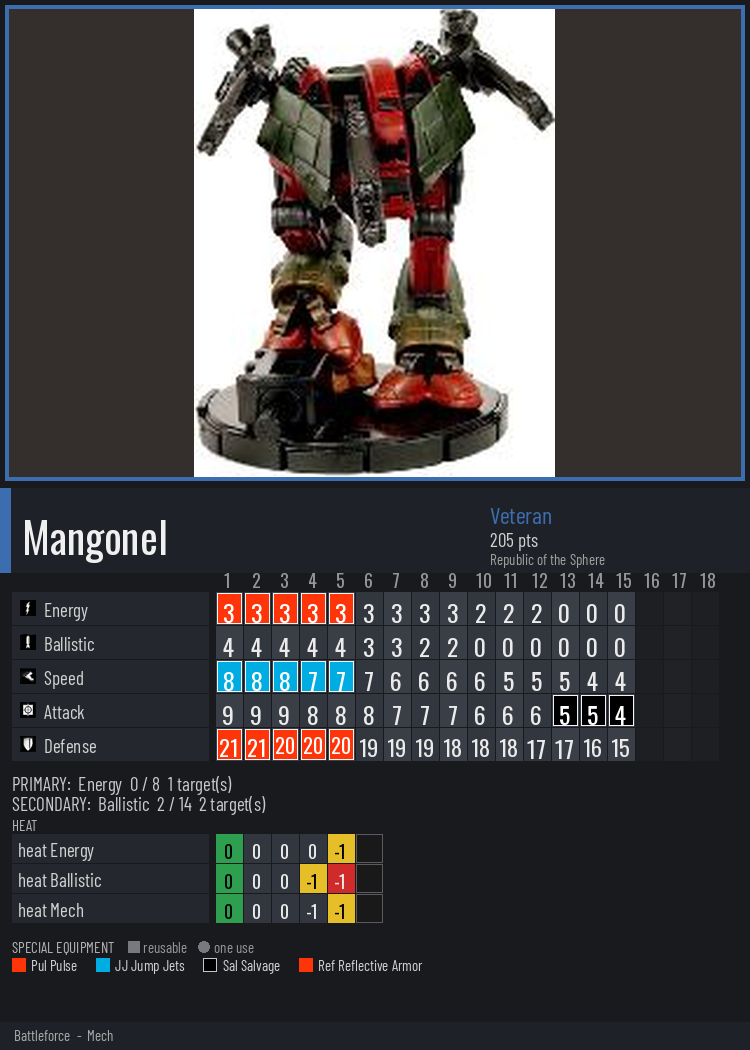 Mangonel
Veteran
205 pts
Republic of the Sphere
1 2 3 4 5 6 7 8 9 10 11 12 13 14 15 16 17 18
Energy 3 3 3 3 3 3 3 3 3 2 2 2 0 0 0
Ballistic 4 4 4 4 4 3 3 2 2 0 0 0 0 0 0
Speed 8 8 8 7 7 7 6 6 6 6 5 5 5 4 4
Attack 9 9 9 8 8 8 7 7 7 6 6 6 5 5 4
Defense 21 21 20 20 20 19 19 19 18 18 18 17 17 16 15
PRIMARY: Energy 0 / 8 1 target(s)
SECONDARY: Ballistic 2 / 14 2 target(s)
HEAT
heat Energy 0 0 0 0 -1
heat Ballistic 0 0 0 -1 -1
heat Mech 0 0 0 -1 -1
SPECIAL EQUIPMENT reusable one use
Pul Pulse JJ Jump Jets Sal Salvage Ref Reflective Armor
Battleforce - Mech